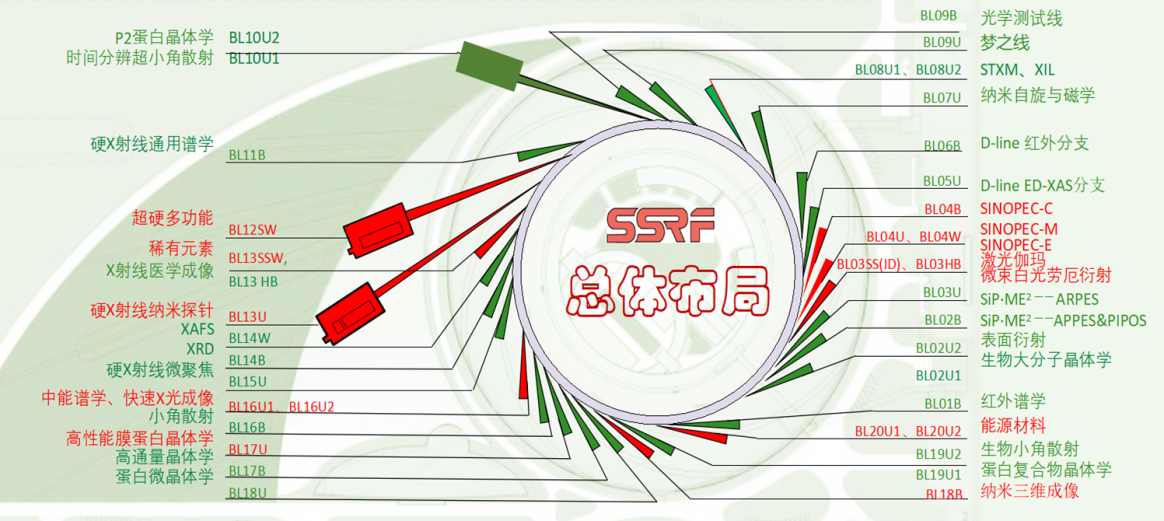 P2蛋白晶体学 BL10U2
时间分辨超小角散射 BL10U1
硬X射线通用谱学 BL11B
超硬多功能 BL12SW
稀有元素 BL13SSW,
X射线医学成像 BL13 HB
硬X射线纳米探针 BL13U
XAFS BL14W
XRD BL14B
硬X射线微聚焦 BL15U
中能谱学、快速X光成像 BL16U1、BL16U2
小角散射 BL16B
高性能膜蛋白晶体学 BL17U
高通量晶体学 BL17B
蛋白微晶体学 BL18U
SSRF
总体布局
BL09B 光学测试线
BL09U 梦之线
BL08U1、BL08U2 STXM、XIL
BL07U 纳米自旋与磁学
BL06B D-line 红外分支
BL05U D-line ED-XAS分支
BL04B SINOPEC-C
SINOPEC-M
BL04U、BL04W SINOPEC-E
激光伽玛
BL03SS(ID)、BL03HB 微束白光劳厄衍射
BL03U SiP·ME²——ARPES
BL02B SiP·ME²——APPES&PIPOS
表面衍射
BL02U2 生物大分子晶体学
BL02U1
BL01B 红外谱学
BL20U1、BL20U2 能源材料
BL19U2 生物小角散射
BL19U1 蛋白复合物晶体学
BL18B 纳米三维成像
2